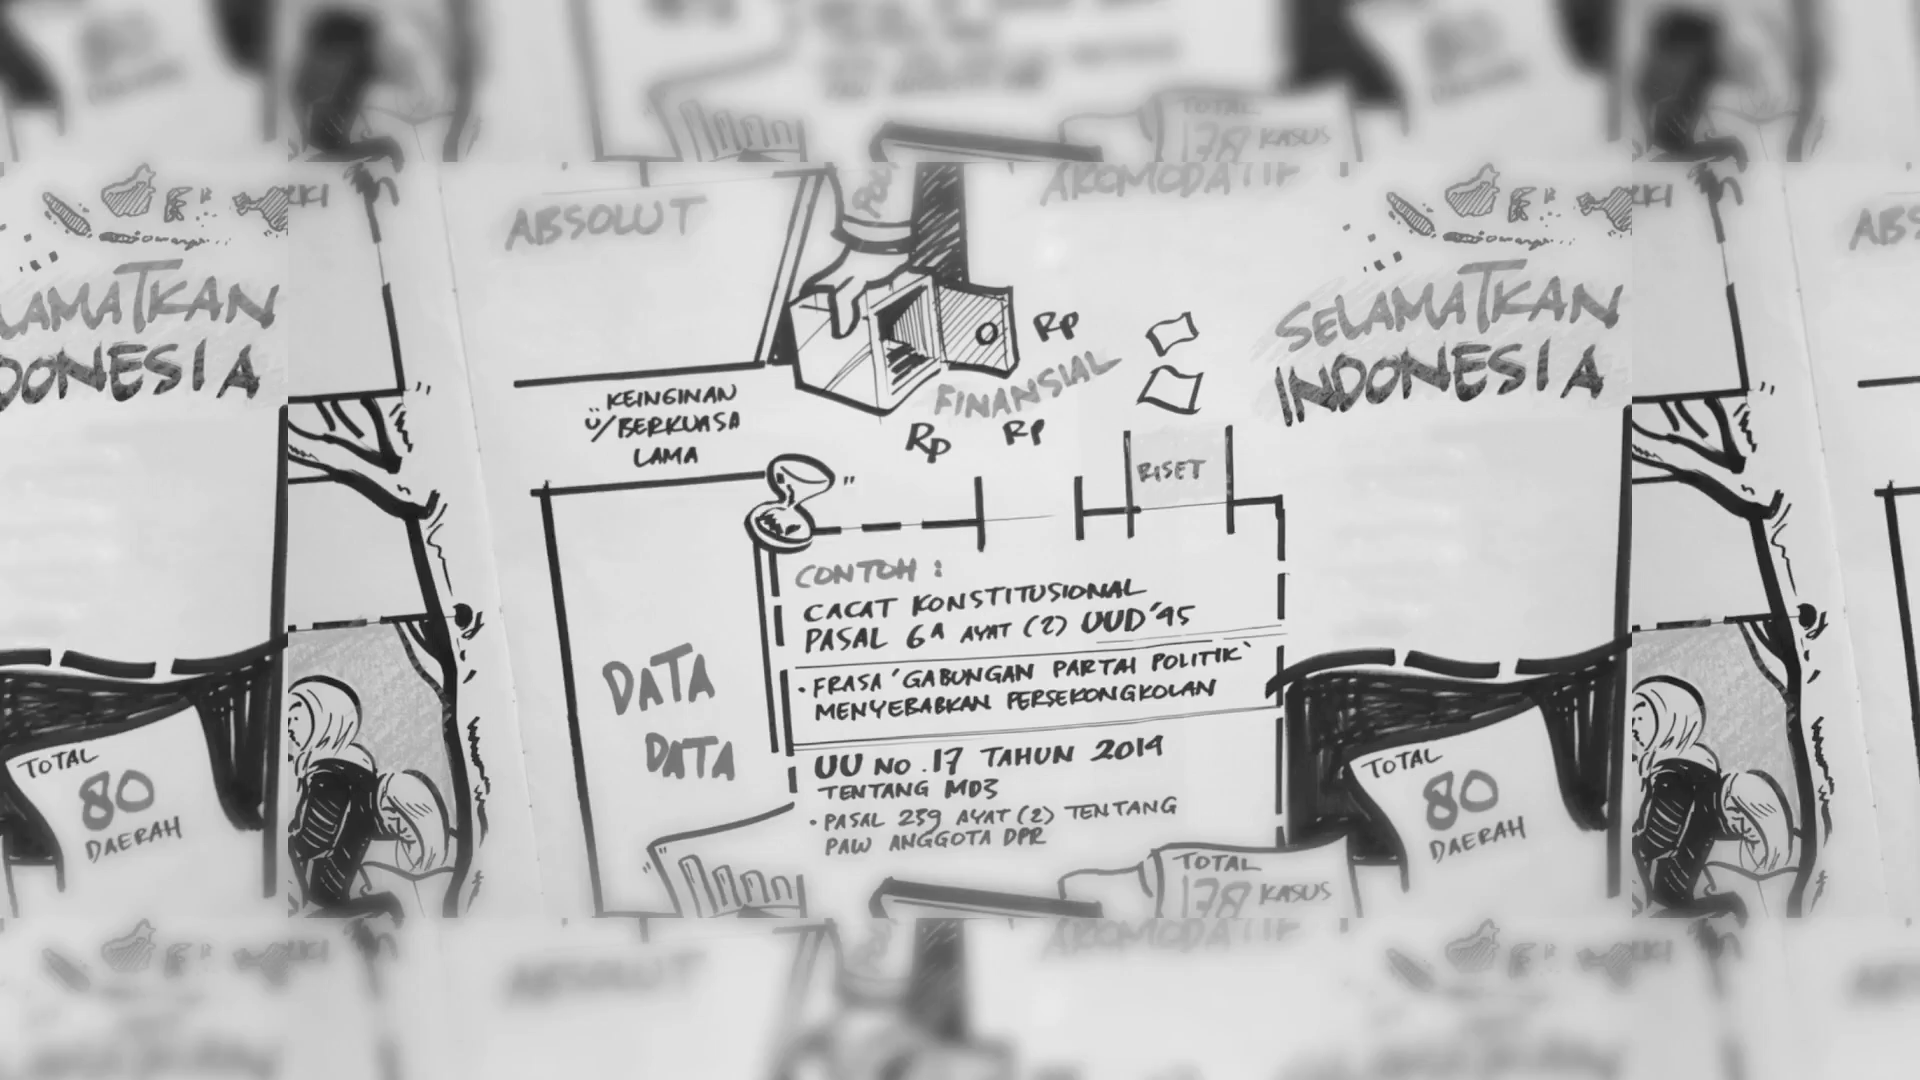 ABSOLUT
AKOMODATIF
"KEINGINAN
U/BERKUASA
LAMA
"
Rp
FINANSIAL
Rp
Rp
RISET
SELAMATKAN
INDONESIA
DATA
DATA
CONTOH :
CACAT KONSTITUSIONAL
PASAL 6A AYAT (2) UUD'45
• FRASA 'GABUNGAN PARTAI POLITIK'
MENYEBABKAN PERSEKONGKOLAN
UU NO.17 TAHUN 2014
TENTANG MD3
• PASAL 239 AYAT (2) TENTANG
PAW ANGGOTA DPR
TOTAL
178 KASUS
TOTAL
80
DAERAH